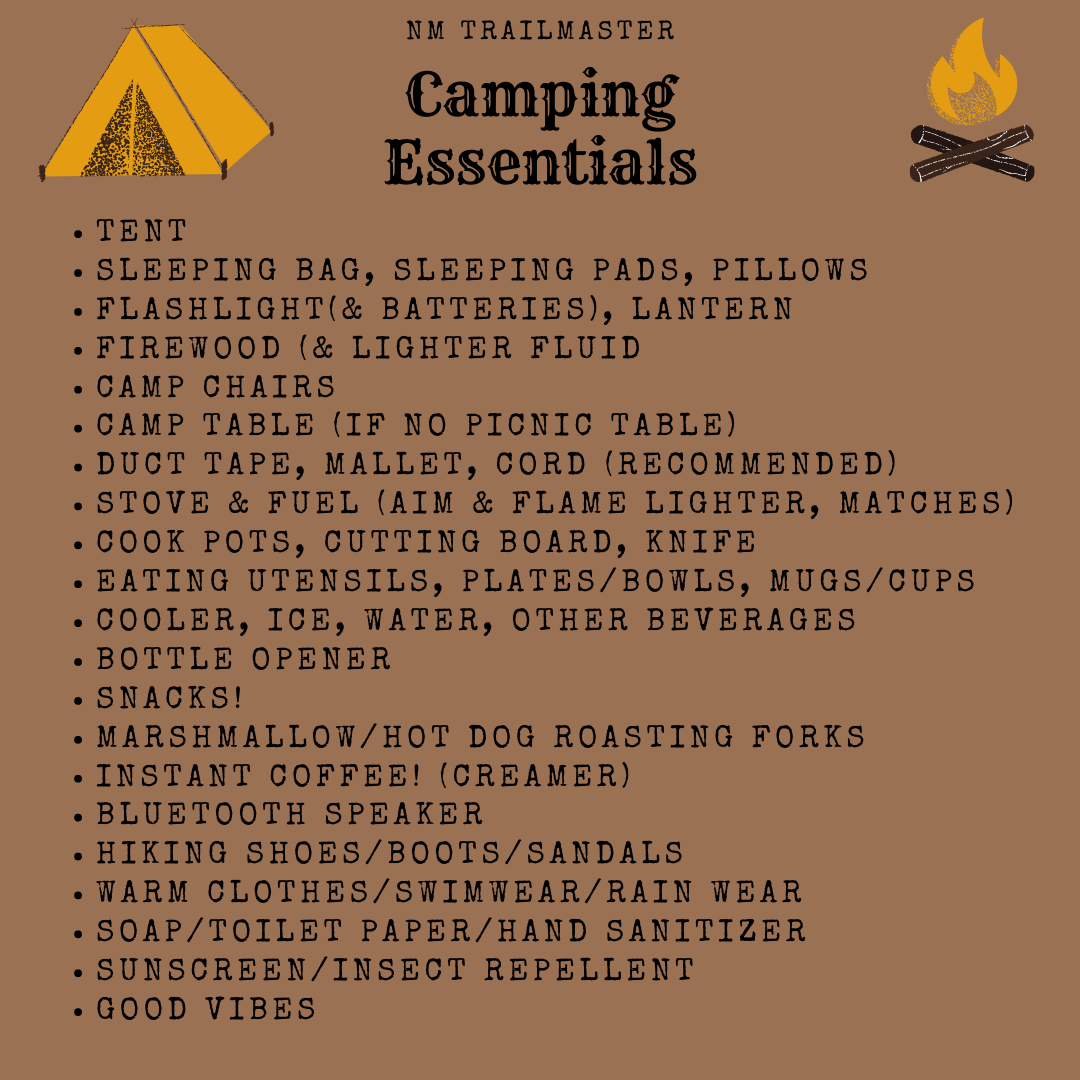 NM TRAILMASTER
Camping
Essentials
• TENT
• SLEEPING BAG, SLEEPING PADS, PILLOWS
• FLASHLIGHT(& BATTERIES), LANTERN
• FIREWOOD (& LIGHTER FLUID
• CAMP CHAIRS
• CAMP TABLE (IF NO PICNIC TABLE)
• DUCT TAPE, MALLET, CORD (RECOMMENDED)
• STOVE & FUEL (AIM & FLAME LIGHTER, MATCHES)
• COOK POTS, CUTTING BOARD, KNIFE
• EATING UTENSILS, PLATES/BOWLS, MUGS/CUPS
• COOLER, ICE, WATER, OTHER BEVERAGES
• BOTTLE OPENER
• SNACKS!
• MARSHMALLOW/HOT DOG ROASTING FORKS
• INSTANT COFFEE! (CREAMER)
• BLUETOOTH SPEAKER
• HIKING SHOES/BOOTS/SANDALS
• WARM CLOTHES/SWIMWEAR/RAIN WEAR
• SOAP/TOILET PAPER/HAND SANITIZER
• SUNSCREEN/INSECT REPELLENT
• GOOD VIBES